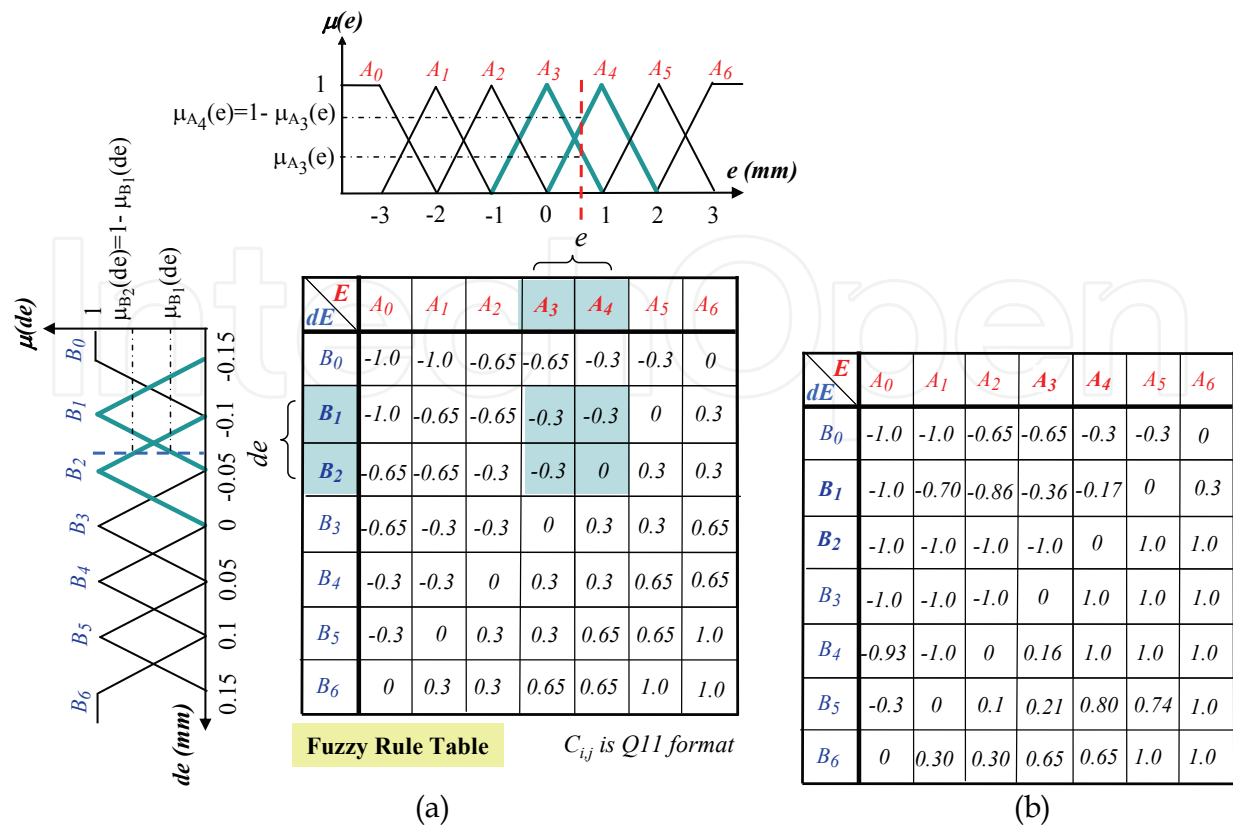 μ(e)
A0 A1 A2 A3 A4 A5 A6
1
μA4(e)=1- μA3(e)
μA3(e)
e (mm)
-3 -2 -1 0 1 2 3
e
μ(de)
1
μB2(de)=1- μB1(de)
μB1(de)
B0
B1
B2
B3
B4
B5
B6
-0.15
-0.1
-0.05
0
0.05
0.1
0.15
de (mm)
de
E
dE
A0 A1 A2 A3 A4 A5 A6
B0 -1.0 -1.0 -0.65 -0.65 -0.3 -0.3 0
B1 -1.0 -0.65 -0.65 -0.3 -0.3 0 0.3
B2 -0.65 -0.65 -0.3 -0.3 0 0.3 0.3
B3 -0.65 -0.3 -0.3 0 0.3 0.3 0.65
B4 -0.3 -0.3 0 0.3 0.3 0.65 0.65
B5 -0.3 0 0.3 0.3 0.65 0.65 1.0
B6 0 0.3 0.3 0.65 0.65 1.0 1.0
Fuzzy Rule Table
Ci,j is Q11 format
(a)
E
dE
A0 A1 A2 A3 A4 A5 A6
B0 -1.0 -1.0 -0.65 -0.65 -0.3 -0.3 0
B1 -1.0 -0.70 -0.86 -0.36 -0.17 0 0.3
B2 -1.0 -1.0 -1.0 -1.0 0 1.0 1.0
B3 -1.0 -1.0 -1.0 0 1.0 1.0 1.0
B4 -0.93 -1.0 0 0.16 1.0 1.0 1.0
B5 -0.3 0 0.1 0.21 0.80 0.74 1.0
B6 0 0.30 0.30 0.65 0.65 1.0 1.0
(b)
IntechOpen